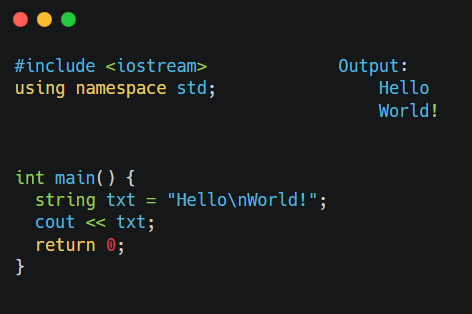 #include <iostream>
using namespace std;
Output:
Hello
World!
int main() {
string txt = "Hello\nWorld!";
cout << txt;
return 0;
}